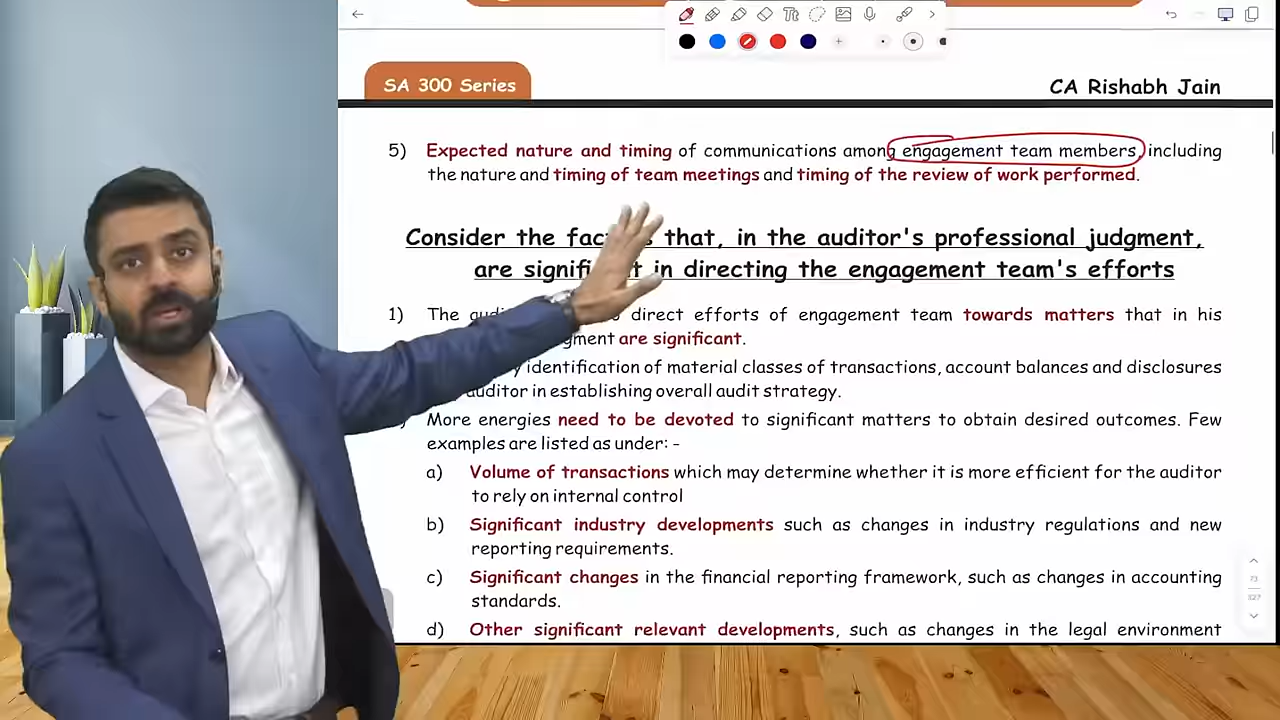 SA 300 Series
CA Rishabh Jain
5) Expected nature and timing of communications among engagement team members, including
the nature and timing of team meetings and timing of the review of work performed.
Consider the that, in the auditor's professional judgment,
are in directing the engagement team's efforts
1) The direct efforts of engagement team towards matters that in his
are significant.
identification of material classes of transactions, account balances and disclosures
auditor in establishing overall audit strategy.
More energies need to be devoted to significant matters to obtain desired outcomes. Few
examples are listed as under: -
a) Volume of transactions which may determine whether it is more efficient for the auditor
to rely on internal control
b) Significant industry developments such as changes in industry regulations and new
reporting requirements.
c) Significant changes in the financial reporting framework, such as changes in accounting
standards.
d) Other significant relevant developments, such as changes in the legal environment
73
327